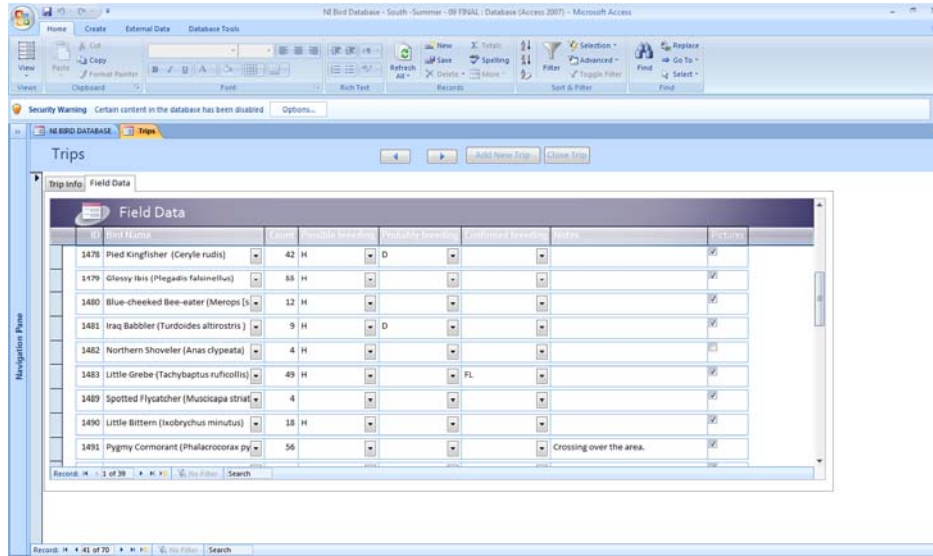 NI Bird Database - South -Summer - 09 FINAL : Database (Access 2007) - Microsoft Access
Home Create External Data Database Tools
View
Paste
Cut
Copy
Format Painter
B I U A
Refresh All
New
Save
Delete
Totals
Spelling
More
Filter
Selection
Advanced
Toggle Filter
Find
Replace
Go To
Select
Views Clipboard Font Rich Text Records Sort & Filter Find
Security Warning Certain content in the database has been disabled Options...
NI BIRD DATABASE Trips
Trips Add New Trip Close Trip
Trip Info Field Data
Field Data
ID Bird Name Count Possible breeding Probably breeding Confirmed breeding Notes Pictures
1478 Pied Kingfisher (Ceryle rudis) 42 H D
1479 Glossy Ibis (Plegadis falsinellus) 55 H
1480 Blue-cheeked Bee-eater (Merops [s 12 H
1481 Iraq Babbler (Turdoides altirostris ) 9 H D
1482 Northern Shoveler (Anas clypeata) 4 H
1483 Little Grebe (Tachybaptus ruficollis) 49 H FL
1489 Spotted Flycatcher (Muscicapa striat 4
1490 Little Bittern (Ixobrychus minutus) 18 H
1491 Pygmy Cormorant (Phalacrocorax py 56 Crossing over the area.
Record: 1 of 39 No Filter Search
Record: 41 of 70 No Filter Search
Navigation Pane